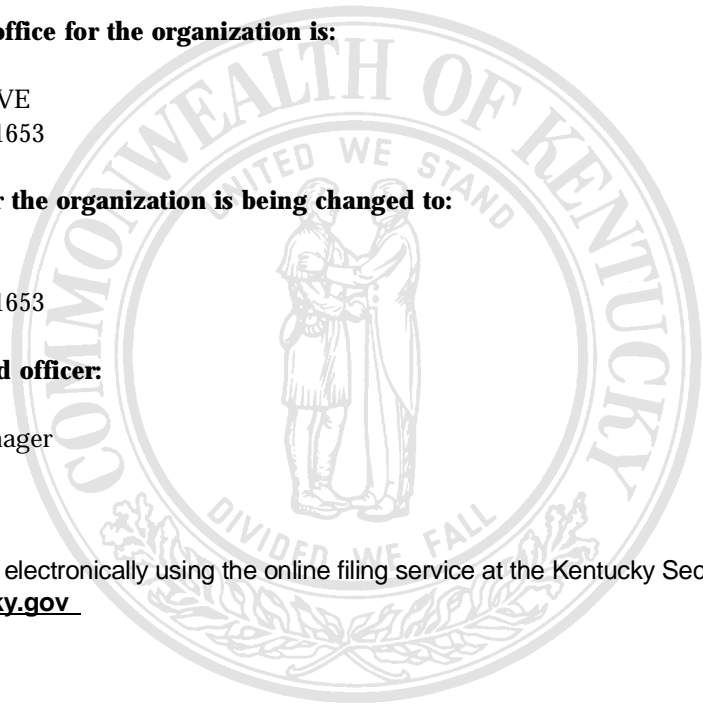 office for the organization is:
VE
1653
r the organization is being changed to:
1653
d officer:
nager
electronically using the online filing service at the Kentucky Sec
ky.gov
COMMONWEALTH OF KENTUCKY
UNITED WE STAND
DIVIDED WE FALL